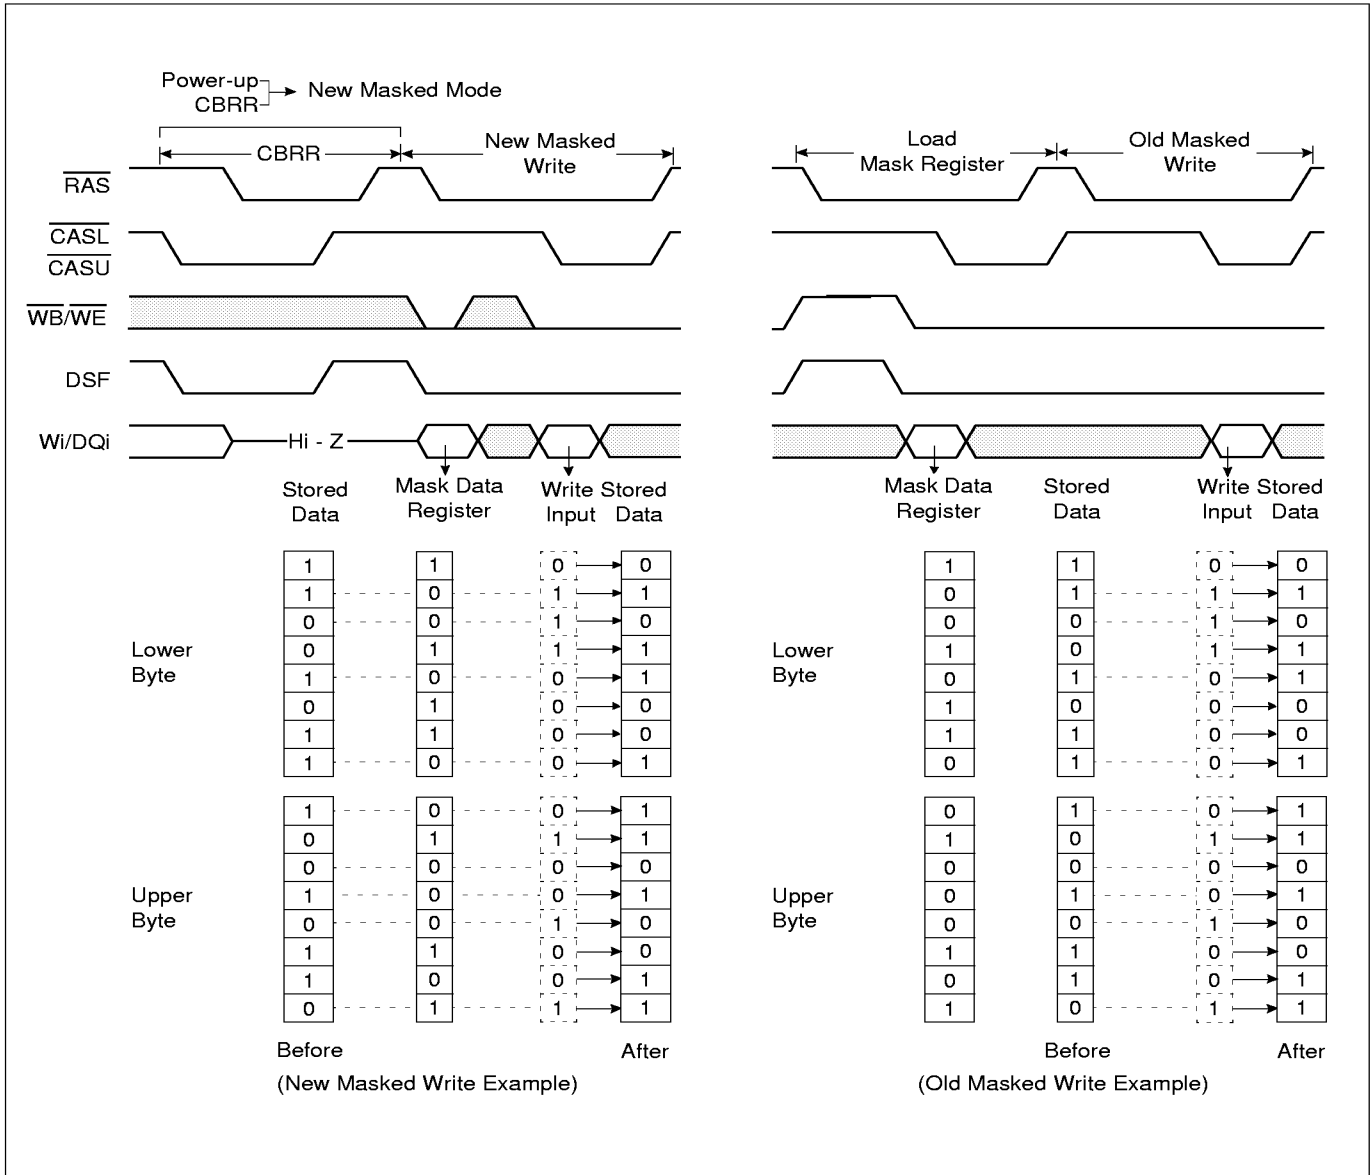 Power-up
CBRR
New Masked Mode
CBRR
New Masked
Write
Load
Mask Register
Old Masked
Write
RAS
CASL
CASU
WB/WE
DSF
Wi/DQi
Hi - Z
Stored
Data
Mask Data
Register
Write Stored
Input Data
Mask Data
Register
Stored
Data
Write Stored
Input Data
Lower
Byte
1 1 0 0
1 0 1 1
0 0 1 0
0 1 1 1
1 0 0 1
0 1 0 0
1 1 0 0
1 0 0 1
Upper
Byte
1 0 0 1
0 1 1 1
0 0 0 0
1 0 0 1
0 0 1 0
1 1 0 0
1 0 0 1
0 1 1 1
Before After
(New Masked Write Example)
Lower
Byte
1 1 0 0
0 1 1 1
0 0 1 0
1 0 1 1
0 1 0 1
1 0 0 0
1 1 0 0
0 1 0 1
Upper
Byte
0 1 0 1
1 0 1 1
0 0 0 0
0 1 0 1
0 0 1 0
1 1 0 0
0 1 0 1
1 0 1 1
Before After
(Old Masked Write Example)